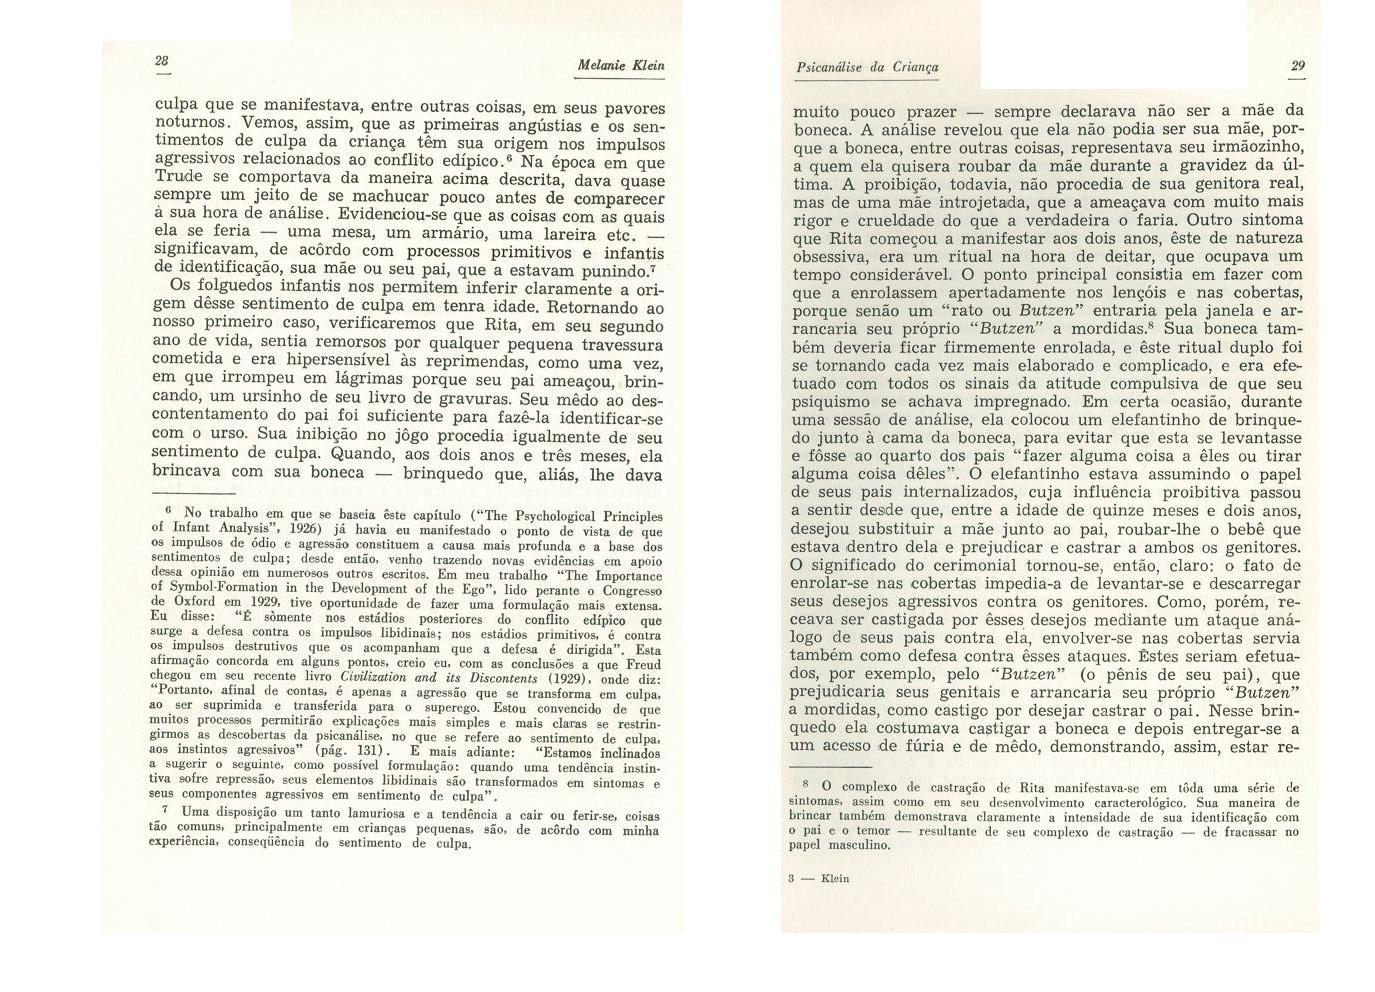 28
Melanie Klein
culpa que se manifestava, entre outras coisas, em seus pavores
noturnos. Vemos, assim, que as primeiras angústias e os sen-
timentos de culpa da criança têm sua origem nos impulsos
agressivos relacionados ao conflito edípico.⁶ Na época em que
Trude se comportava da maneira acima descrita, dava quase
sempre um jeito de se machucar pouco antes de comparecer
à sua hora de análise. Evidenciou-se que as coisas com as quais
ela se feria — uma mesa, um armário, uma lareira etc. —
significavam, de acôrdo com processos primitivos e infantis
de identificação, sua mãe ou seu pai, que a estavam punindo.⁷
Os folguedos infantis nos permitem inferir claramente a ori-
gem dêsse sentimento de culpa em tenra idade. Retornando ao
nosso primeiro caso, verificaremos que Rita, em seu segundo
ano de vida, sentia remorsos por qualquer pequena travessura
cometida e era hipersensível às reprimendas, como uma vez,
em que irrompeu em lágrimas porque seu pai ameaçou, brin-
cando, um ursinho de seu livro de gravuras. Seu mêdo ao des-
contentamento do pai foi suficiente para fazê-la identificar-se
com o urso. Sua inibição no jôgo procedia igualmente de seu
sentimento de culpa. Quando, aos dois anos e três meses, ela
brincava com sua boneca — brinquedo que, aliás, lhe dava
⁶ No trabalho em que se baseia êste capítulo ("The Psychological Principles
of Infant Analysis", 1926) já havia eu manifestado o ponto de vista de que
os impulsos de ódio e agressão constituem a causa mais profunda e a base dos
sentimentos de culpa; desde então, venho trazendo novas evidências em apoio
dessa opinião em numerosos outros escritos. Em meu trabalho "The Importance
of Symbol-Formation in the Development of the Ego", lido perante o Congresso
de Oxford em 1929, tive oportunidade de fazer uma formulação mais extensa.
Eu disse: "É sòmente nos estádios posteriores do conflito edípico que
surge a defesa contra os impulsos libidinais; nos estádios primitivos, é contra
os impulsos destrutivos que os acompanham que a defesa é dirigida". Esta
afirmação concorda em alguns pontos, creio eu, com as conclusões a que Freud
chegou em seu recente livro Civilization and its Discontents (1929), onde diz:
"Portanto, afinal de contas, é apenas a agressão que se transforma em culpa,
ao ser suprimida e transferida para o superego. Estou convencido de que
muitos processos permitirão explicações mais simples e mais claras se restrin-
girmos as descobertas da psicanálise, no que se refere ao sentimento de culpa,
aos instintos agressivos" (pág. 131). E mais adiante: "Estamos inclinados
a sugerir o seguinte, como possível formulação: quando uma tendência instin-
tiva sofre repressão, seus elementos libidinais são transformados em sintomas e
seus componentes agressivos em sentimento de culpa".
⁷ Uma disposição um tanto lamuriosa e a tendência a cair ou ferir-se, coisas
tão comuns, principalmente em crianças pequenas, são, de acôrdo com minha
experiência, conseqüência do sentimento de culpa.
Psicanálise da Criança
29
muito pouco prazer — sempre declarava não ser a mãe da
boneca. A análise revelou que ela não podia ser sua mãe, por-
que a boneca, entre outras coisas, representava seu irmãozinho,
a quem ela quisera roubar da mãe durante a gravidez da úl-
tima. A proibição, todavia, não procedia de sua genitora real,
mas de uma mãe introjetada, que a ameaçava com muito mais
rigor e crueldade do que a verdadeira o faria. Outro sintoma
que Rita começou a manifestar aos dois anos, êste de natureza
obsessiva, era um ritual na hora de deitar, que ocupava um
tempo considerável. O ponto principal consistia em fazer com
que a enrolassem apertadamente nos lençóis e nas cobertas,
porque senão um "rato ou Butzen" entraria pela janela e ar-
rancaria seu próprio "Butzen" a mordidas.⁸ Sua boneca tam-
bém deveria ficar firmemente enrolada, e êste ritual duplo foi
se tornando cada vez mais elaborado e complicado, e era efe-
tuado com todos os sinais da atitude compulsiva de que seu
psiquismo se achava impregnado. Em certa ocasião, durante
uma sessão de análise, ela colocou um elefantinho de brinque-
do junto à cama da boneca, para evitar que esta se levantasse
e fôsse ao quarto dos pais "fazer alguma coisa a êles ou tirar
alguma coisa dêles". O elefantinho estava assumindo o papel
de seus pais internalizados, cuja influência proibitiva passou
a sentir desde que, entre a idade de quinze meses e dois anos,
desejou substituir a mãe junto ao pai, roubar-lhe o bebê que
estava dentro dela e prejudicar e castrar a ambos os genitores.
O significado do cerimonial tornou-se, então, claro: o fato de
enrolar-se nas cobertas impedia-a de levantar-se e descarregar
seus desejos agressivos contra os genitores. Como, porém, re-
ceava ser castigada por êsses desejos mediante um ataque aná-
logo de seus pais contra ela, envolver-se nas cobertas servia
também como defesa contra êsses ataques. Êstes seriam efetua-
dos, por exemplo, pelo "Butzen" (o pênis de seu pai), que
prejudicaria seus genitais e arrancaria seu próprio "Butzen"
a mordidas, como castigo por desejar castrar o pai. Nesse brin-
quedo ela costumava castigar a boneca e depois entregar-se a
um acesso de fúria e de mêdo, demonstrando, assim, estar re-
⁸ O complexo de castração de Rita manifestava-se em tôda uma série de
sintomas, assim como em seu desenvolvimento caracterológico. Sua maneira de
brincar também demonstrava claramente a intensidade de sua identificação com
o pai e o temor — resultante de seu complexo de castração — de fracassar no
papel masculino.
3 — Klein